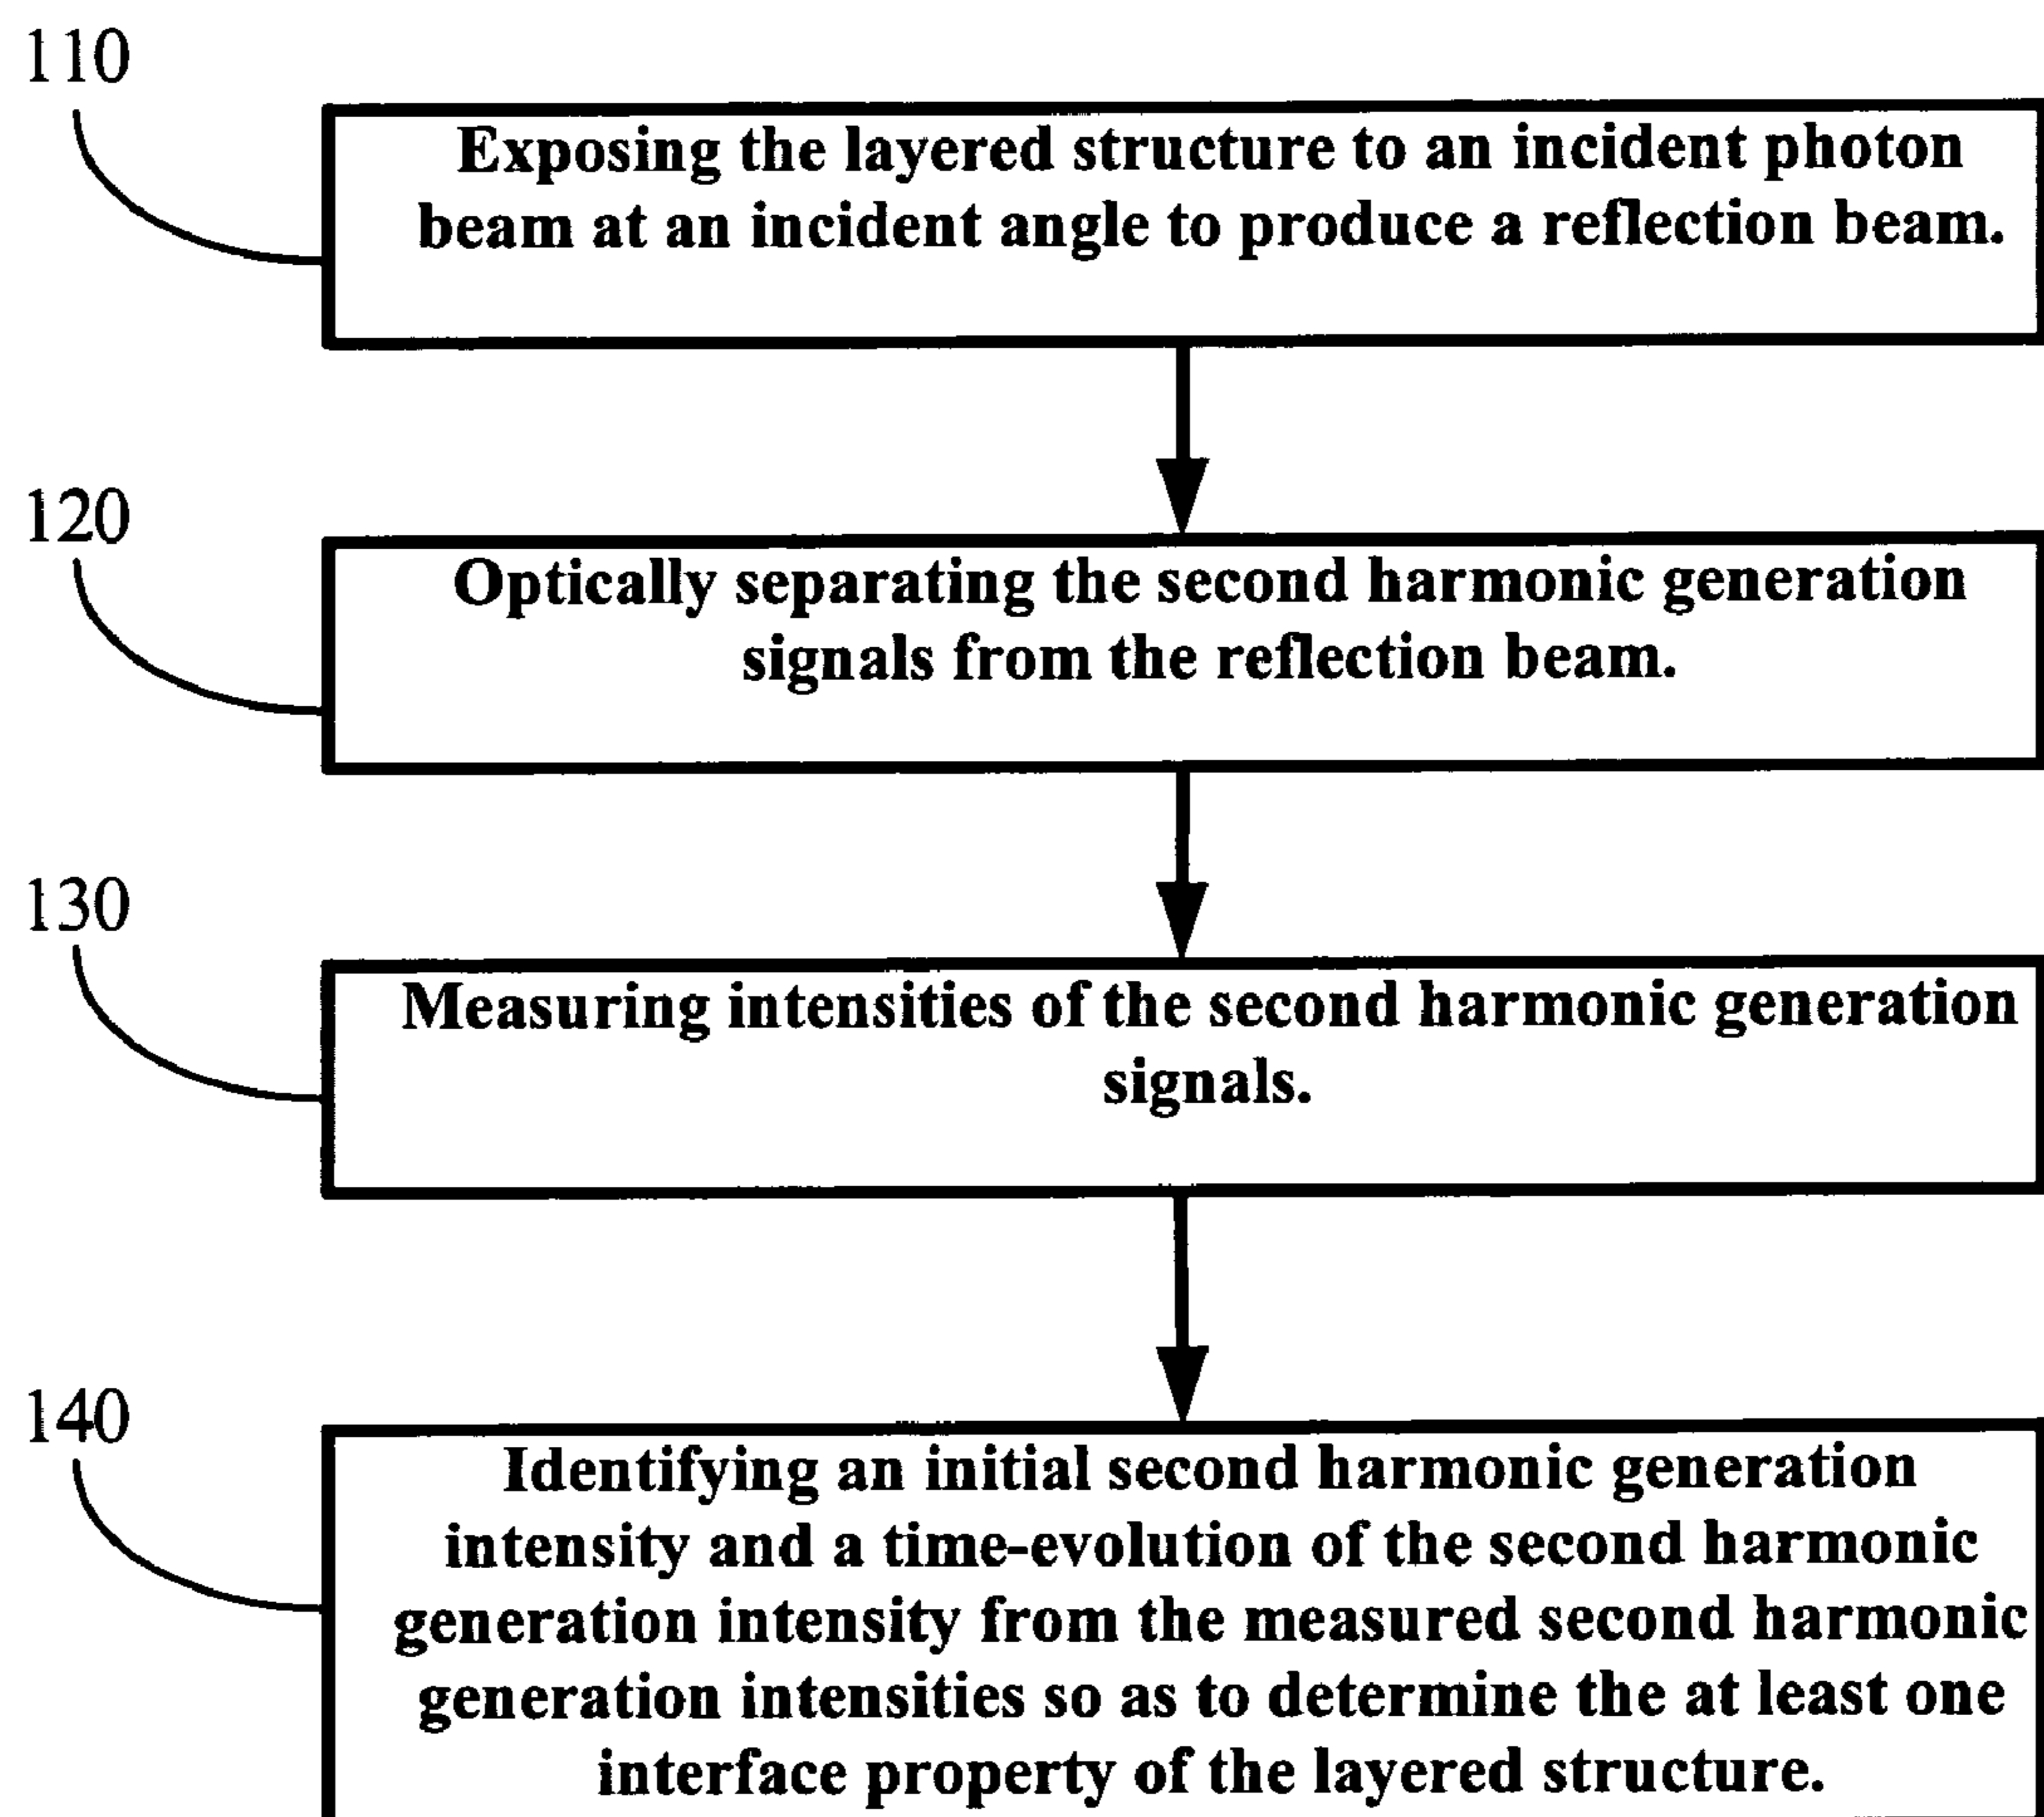 110
Exposing the layered structure to an incident photon
beam at an incident angle to produce a reflection beam.
120
Optically separating the second harmonic generation
signals from the reflection beam.
130
Measuring intensities of the second harmonic generation
signals.
140
Identifying an initial second harmonic generation
intensity and a time-evolution of the second harmonic
generation intensity from the measured second harmonic
generation intensities so as to determine the at least one
interface property of the layered structure.